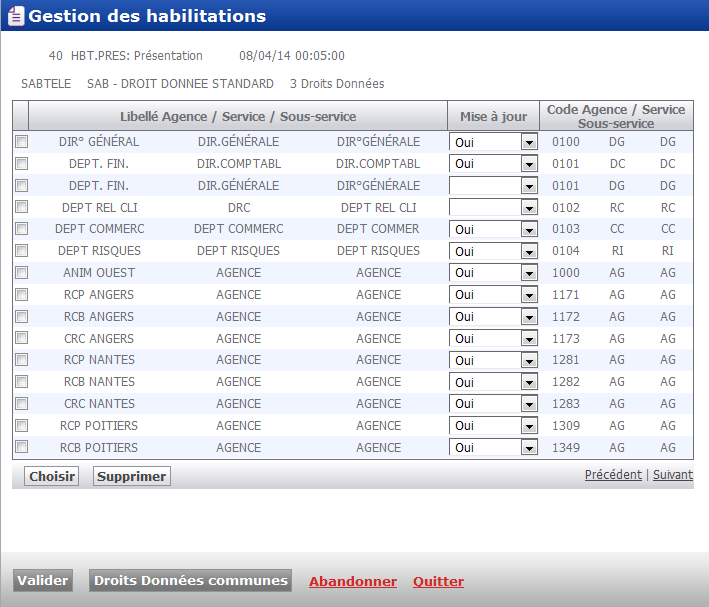 Gestion des habilitations
40 HBT.PRES: Présentation 08/04/14 00:05:00
SABTELE SAB - DROIT DONNEE STANDARD 3 Droits Données
Libellé Agence / Service / Sous-service Mise à jour Code Agence / Service
Sous-service
DIR° GÉNÉRAL DIR.GÉNÉRALE DIR°GÉNÉRALE Oui 0100 DG DG
DEPT. FIN. DIR.COMPTABL DIR.COMPTABL Oui 0101 DC DC
DEPT. FIN. DIR.GÉNÉRALE DIR°GÉNÉRALE 0101 DG DG
DEPT REL CLI DRC DEPT REL CLI 0102 RC RC
DEPT COMMERC DEPT COMMERC DEPT COMMER Oui 0103 CC CC
DEPT RISQUES DEPT RISQUES DEPT RISQUES Oui 0104 RI RI
ANIM OUEST AGENCE AGENCE Oui 1000 AG AG
RCP ANGERS AGENCE AGENCE Oui 1171 AG AG
RCB ANGERS AGENCE AGENCE Oui 1172 AG AG
CRC ANGERS AGENCE AGENCE Oui 1173 AG AG
RCP NANTES AGENCE AGENCE Oui 1281 AG AG
RCB NANTES AGENCE AGENCE Oui 1282 AG AG
CRC NANTES AGENCE AGENCE Oui 1283 AG AG
RCP POITIERS AGENCE AGENCE Oui 1309 AG AG
RCB POITIERS AGENCE AGENCE Oui 1349 AG AG
Choisir Supprimer Précédent | Suivant
Valider Droits Données communes Abandonner Quitter